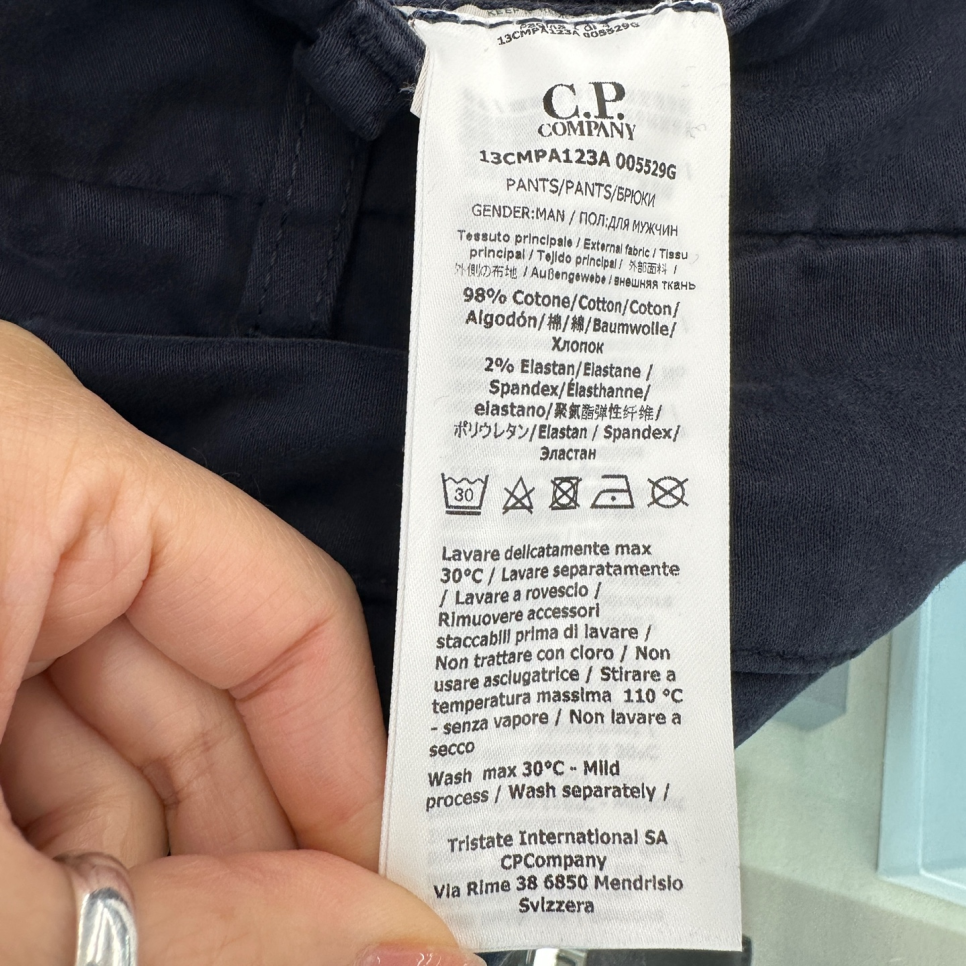 Pagina 1 di 4
13CMPA123A 005529G
C.P.
COMPANY
13CMPA123A 005529G
PANTS/PANTS/БРЮКИ
GENDER:MAN / ПОЛ:ДЛЯ МУЖЧИН
Tessuto principale / External fabric / Tissu
principal / Tejido principal / 外部面料 /
外側の布地 / Außengewebe / внешняя ткань
98% Cotone/Cotton/Coton/
Algodón/棉/綿/Baumwolle/
Хлопок
2% Elastan/Elastane /
Spandex/Élasthanne/
elastano/聚氨酯弹性纤维/
ポリウレタン/Elastan / Spandex/
Эластан
30
Lavare delicatamente max
30°C / Lavare separatamente
/ Lavare a rovescio /
Rimuovere accessori
staccabili prima di lavare /
Non trattare con cloro / Non
usare asciugatrice / Stirare a
temperatura massima 110 °C
- senza vapore / Non lavare a
secco
Wash max 30°C - Mild
process / Wash separately /
Tristate International SA
CPCompany
Via Rime 38 6850 Mendrisio
Svizzera